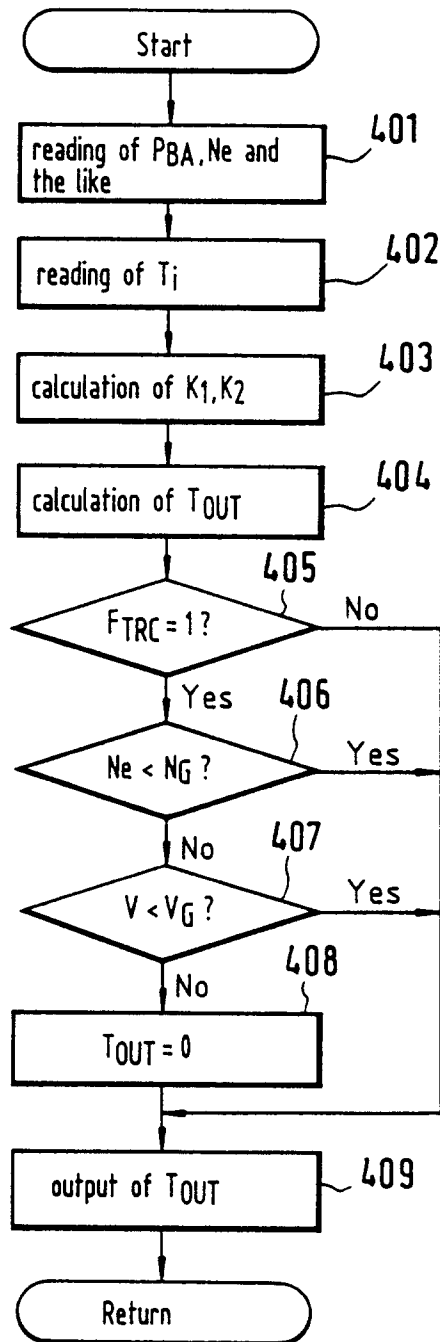 Start
reading of PBA, Ne and
the like
401
reading of Ti
402
calculation of K1, K2
403
calculation of TOUT
404
405
FTRC = 1 ?
No
Yes
406
Ne < NG ?
Yes
No
407
V < VG ?
Yes
No
408
TOUT = 0
output of TOUT
409
Return